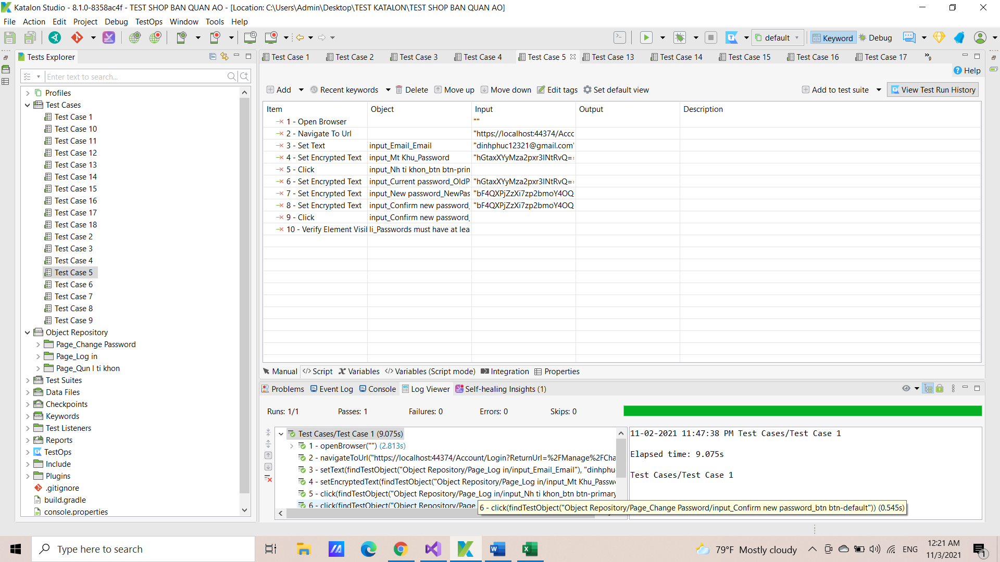 Katalon Studio - 8.1.0-8358ac4f - TEST SHOP BAN QUAN AO - [Location: C:\Users\Admin\Desktop\TEST KATALON\TEST SHOP BAN QUAN AO]
File Action Edit Project Debug TestOps Window Tools Help
default Keyword Debug
Tests Explorer
Enter text to search...
Profiles
Test Cases
Test Case 1
Test Case 10
Test Case 11
Test Case 12
Test Case 13
Test Case 14
Test Case 15
Test Case 16
Test Case 17
Test Case 18
Test Case 2
Test Case 3
Test Case 4
Test Case 5
Test Case 6
Test Case 7
Test Case 8
Test Case 9
Object Repository
Page_Change Password
Page_Log in
Page_Qun l ti khon
Test Suites
Data Files
Checkpoints
Keywords
Test Listeners
Reports
TestOps
Include
Plugins
.gitignore
build.gradle
console.properties
Test Case 1 Test Case 2 Test Case 3 Test Case 4 Test Case 5 Test Case 13 Test Case 14 Test Case 15 Test Case 16 Test Case 17 9
Help
Add Recent keywords Delete Move up Move down Edit tags Set default view Add to test suite View Test Run History
Item Object Input Output Description
1 - Open Browser ""
2 - Navigate To Url "https://localhost:44374/Acco
3 - Set Text input_Email_Email "dinhphuc12321@gmail.com"
4 - Set Encrypted Text input_Mt Khu_Password "hGtaxXYyMza2pxr3lNtRvQ==
5 - Click input_Nh ti khon_btn btn-prim
6 - Set Encrypted Text input_Current password_OldP "hGtaxXYyMza2pxr3lNtRvQ==
7 - Set Encrypted Text input_New password_NewPas "bF4QXPjZzXi7zp2bmoY4OQ
8 - Set Encrypted Text input_Confirm new password_ "bF4QXPjZzXi7zp2bmoY4OQ
9 - Click input_Confirm new password_
10 - Verify Element Visil li_Passwords must have at lea
Manual Script Variables Variables (Script mode) Integration Properties
Problems Event Log Console Log Viewer Self-healing Insights (1)
Runs: 1/1 Passes: 1 Failures: 0 Errors: 0 Skips: 0
Test Cases/Test Case 1 (9.075s)
1 - openBrowser("") (2.813s)
2 - navigateToUrl("https://localhost:44374/Account/Login?ReturnUrl=%2FManage%2FCha
3 - setText(findTestObject("Object Repository/Page_Log in/input_Email_Email"), "dinhphu
4 - setEncryptedText(findTestObject("Object Repository/Page_Log in/input_Mt Khu_Passw
5 - click(findTestObject("Object Repository/Page_Log in/input_Nh ti khon_btn btn-primary
6 - click(findTestObject("Object Repository/Page_
6 - click(findTestObject("Object Repository/Page_Change Password/input_Confirm new password_btn btn-default")) (0.545s)
11-02-2021 11:47:38 PM Test Cases/Test Case 1
Elapsed time: 9.075s
Test Cases/Test Case 1
Type here to search
79°F Mostly cloudy
ENG
12:21 AM
11/3/2021
1